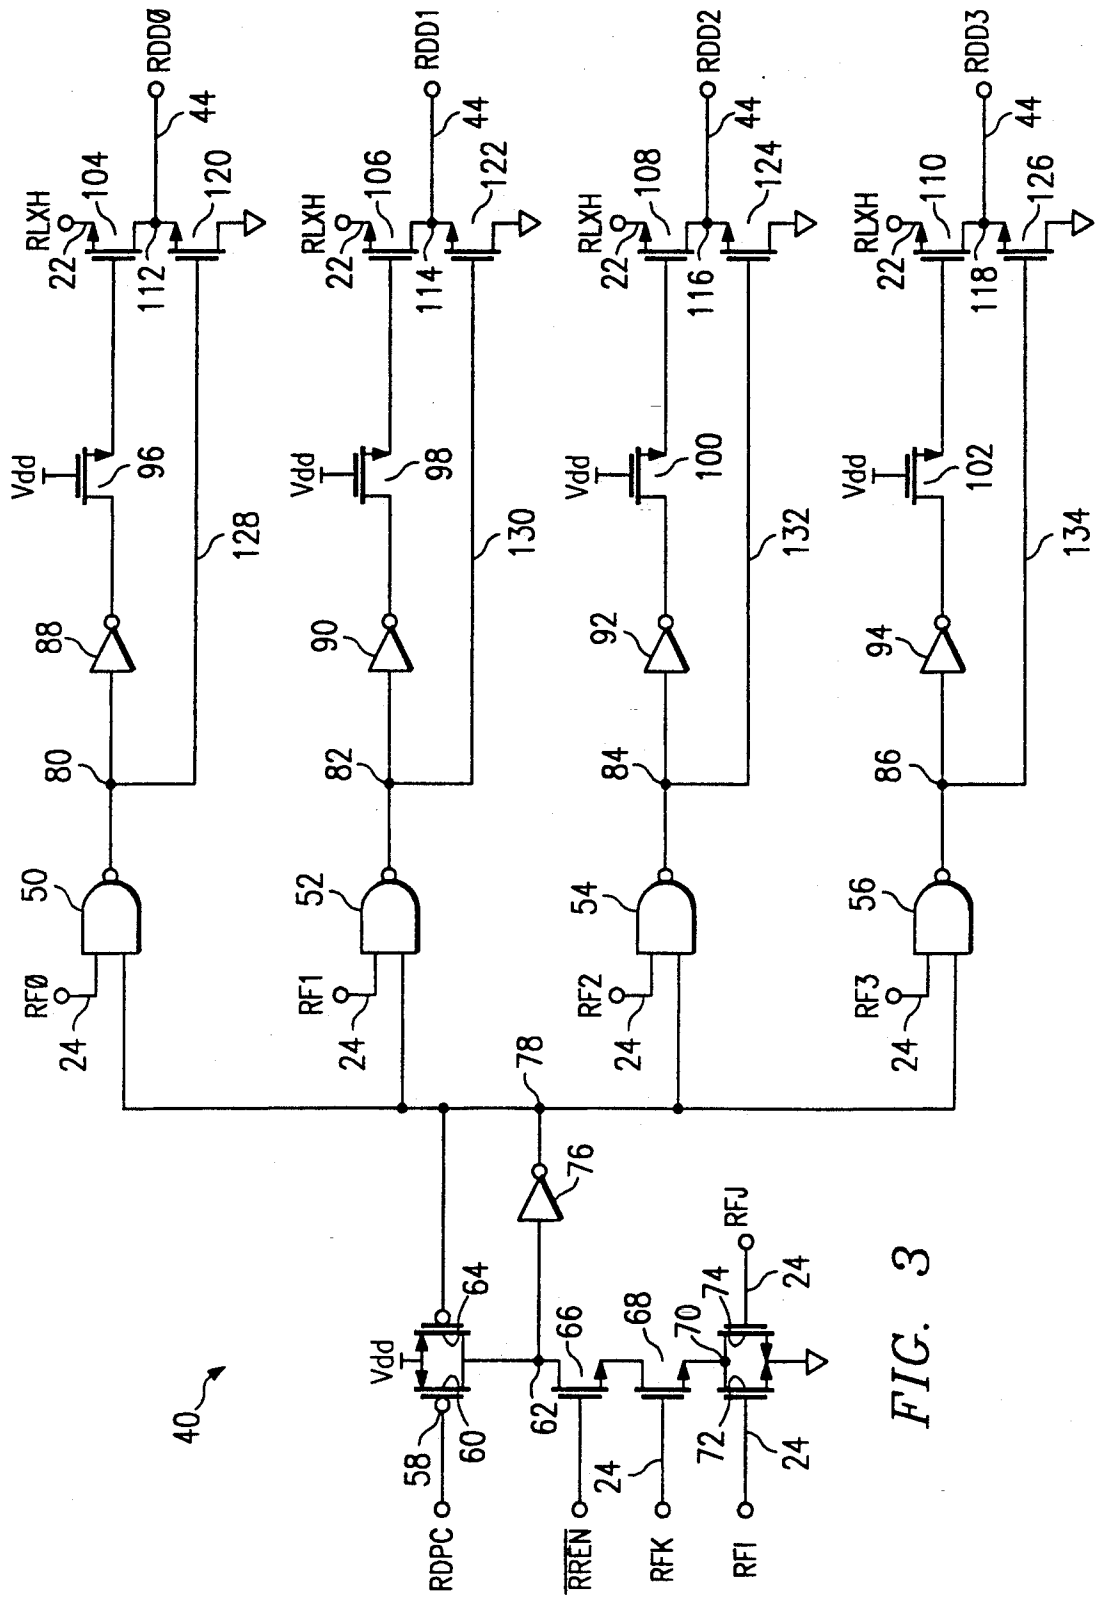 40
RDPC
58
60
Vdd
64
62
RREN
66
RFK
24
68
70
RFI
24
72
74
RFJ
24
76
78
RFØ
24
50
80
88
Vdd
96
128
RLXH
22
104
112
120
44
RDDØ
RF1
24
52
82
90
Vdd
98
130
RLXH
22
106
114
122
44
RDD1
RF2
24
54
84
92
Vdd
100
132
RLXH
22
108
116
124
44
RDD2
RF3
24
56
86
94
Vdd
102
134
RLXH
22
110
118
126
44
RDD3
FIG. 3